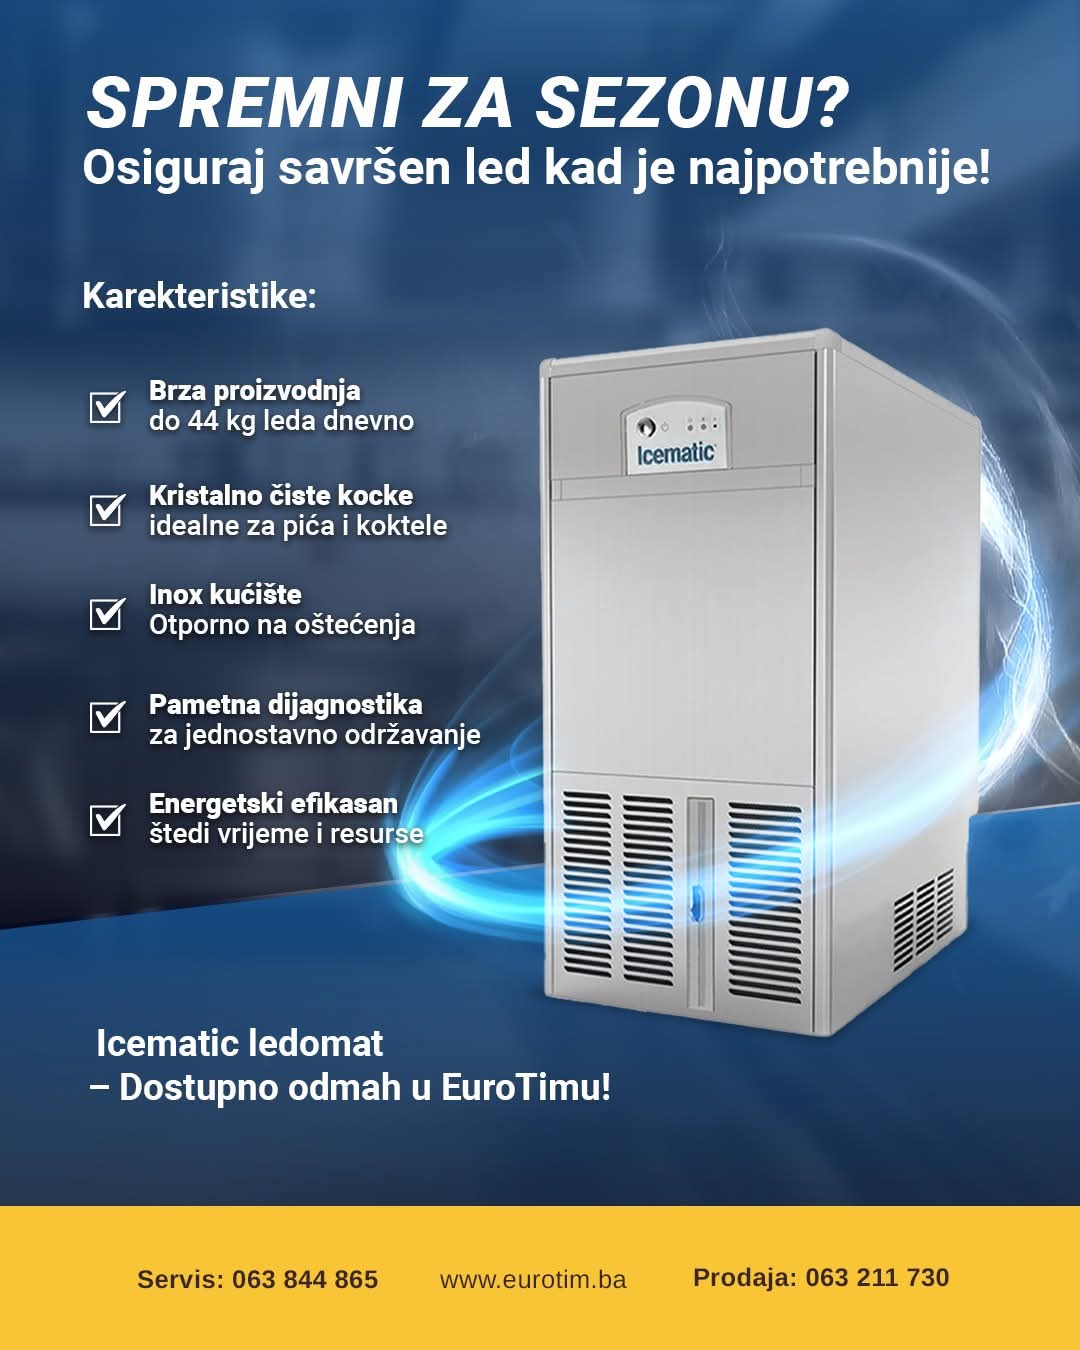 SPREMNI ZA SEZONU?
Osiguraj savršen led kad je najpotrebnije!
Karekteristike:
Brza proizvodnja
do 44 kg leda dnevno
Kristalno čiste kocke
idealne za pića i koktele
Inox kućište
Otporno na oštećenja
Pametna dijagnostika
za jednostavno održavanje
Energetski efikasan
štedi vrijeme i resurse
Icematic
Icematic ledomat
– Dostupno odmah u EuroTimu!
Servis: 063 844 865
www.eurotim.ba
Prodaja: 063 211 730